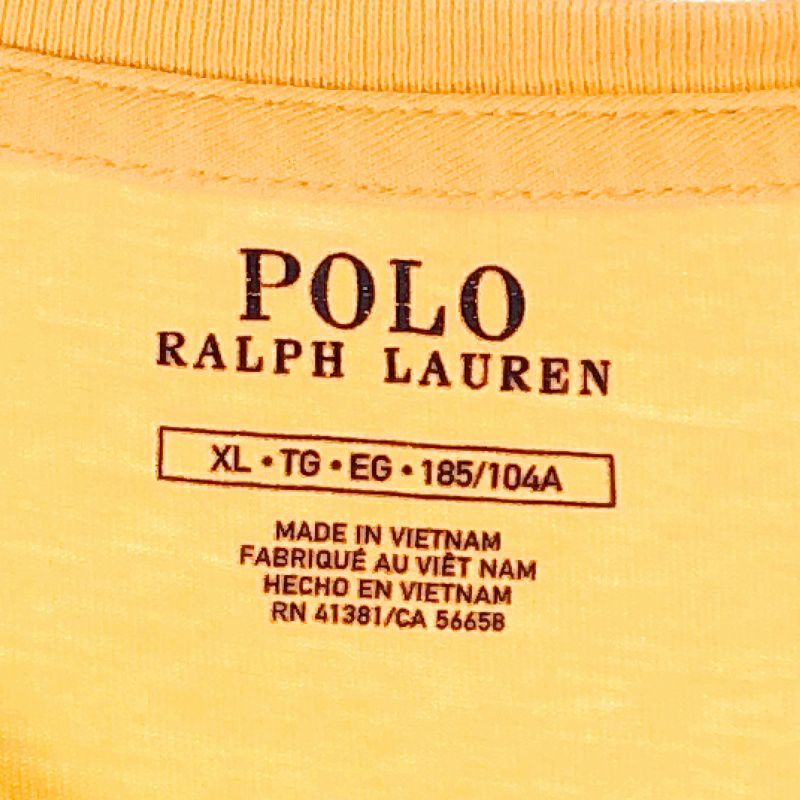 POLO
RALPH LAUREN
XL • TG • EG • 185/104A
MADE IN VIETNAM
FABRIQUÉ AU VIÊT NAM
HECHO EN VIETNAM
RN 41381/CA 56658